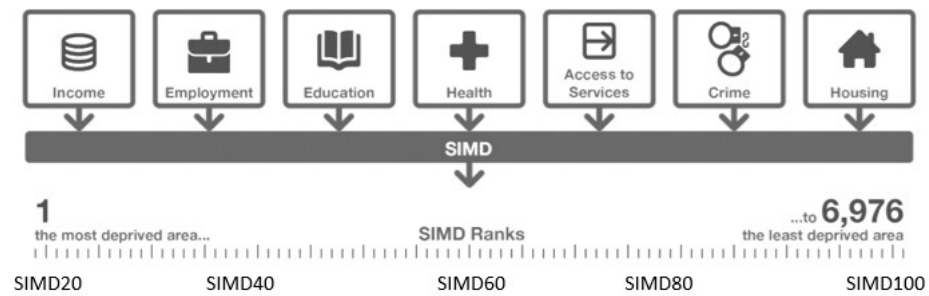 Income
Employment
Education
Health
Access to
Services
Crime
Housing
SIMD
1
the most deprived area...
SIMD Ranks
...to 6,976
the least deprived area
SIMD20
SIMD40
SIMD60
SIMD80
SIMD100